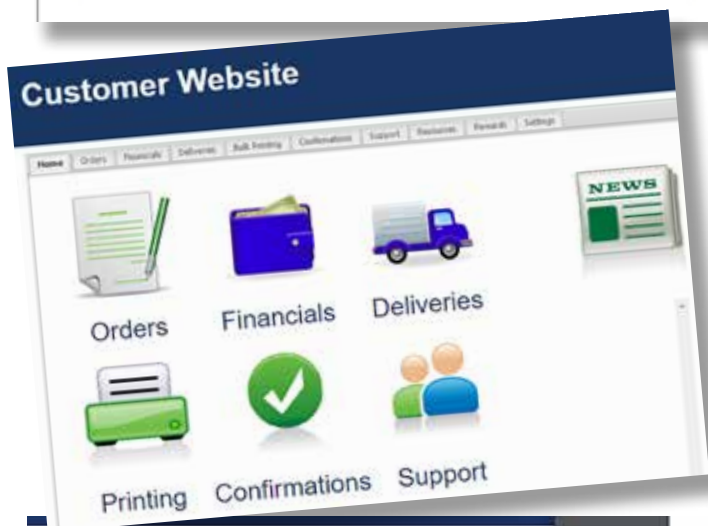 Customer Website
Home Orders Financials Deliveries Bulk Printing Confirmations Support Resources Rewards Settings
NEWS
Orders Financials Deliveries
Printing Confirmations Support